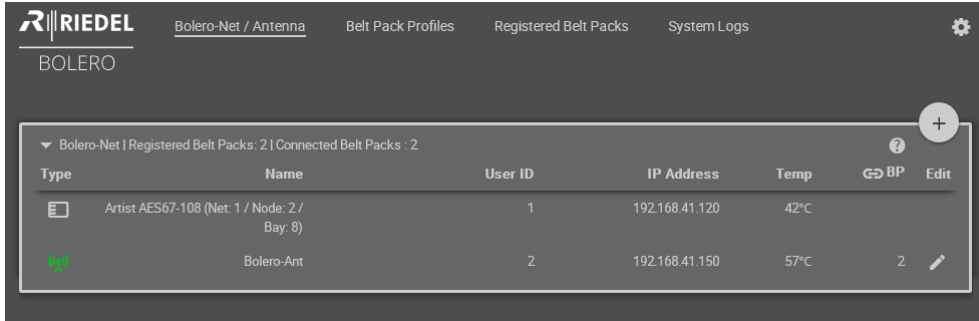 RIEDEL Bolero-Net / Antenna Belt Pack Profiles Registered Belt Packs System Logs
BOLERO
+
Bolero-Net | Registered Belt Packs: 2 | Connected Belt Packs : 2 ?
Type Name User ID IP Address Temp BP Edit
Artist AES67-108 (Net: 1 / Node: 2 / 1 192.168.41.120 42°C
Bay: 8)
Bolero-Ant 2 192.168.41.150 57°C 2